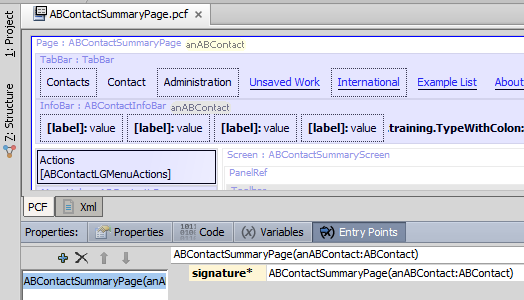 ABContactSummaryPage.pcf ×
1: Project
Z: Structure
Page : ABContactSummaryPage anABContact
TabBar : TabBar
Contacts Contact Administration Unsaved Work International Example List About
InfoBar : ABContactInfoBar anABContact
[label]: value [label]: value [label]: value [label]: value .training.TypeWithColon:
Actions
[ABContactLGMenuActions]
Screen : ABContactSummaryScreen
PanelRef
Toolbar
PCF Xml
Properties: Properties Code (x) Variables Entry Points
ABContactSummaryPage(anABContact:ABContact)
ABContactSummaryPage(anAB
signature* ABContactSummaryPage(anABContact:ABContact)